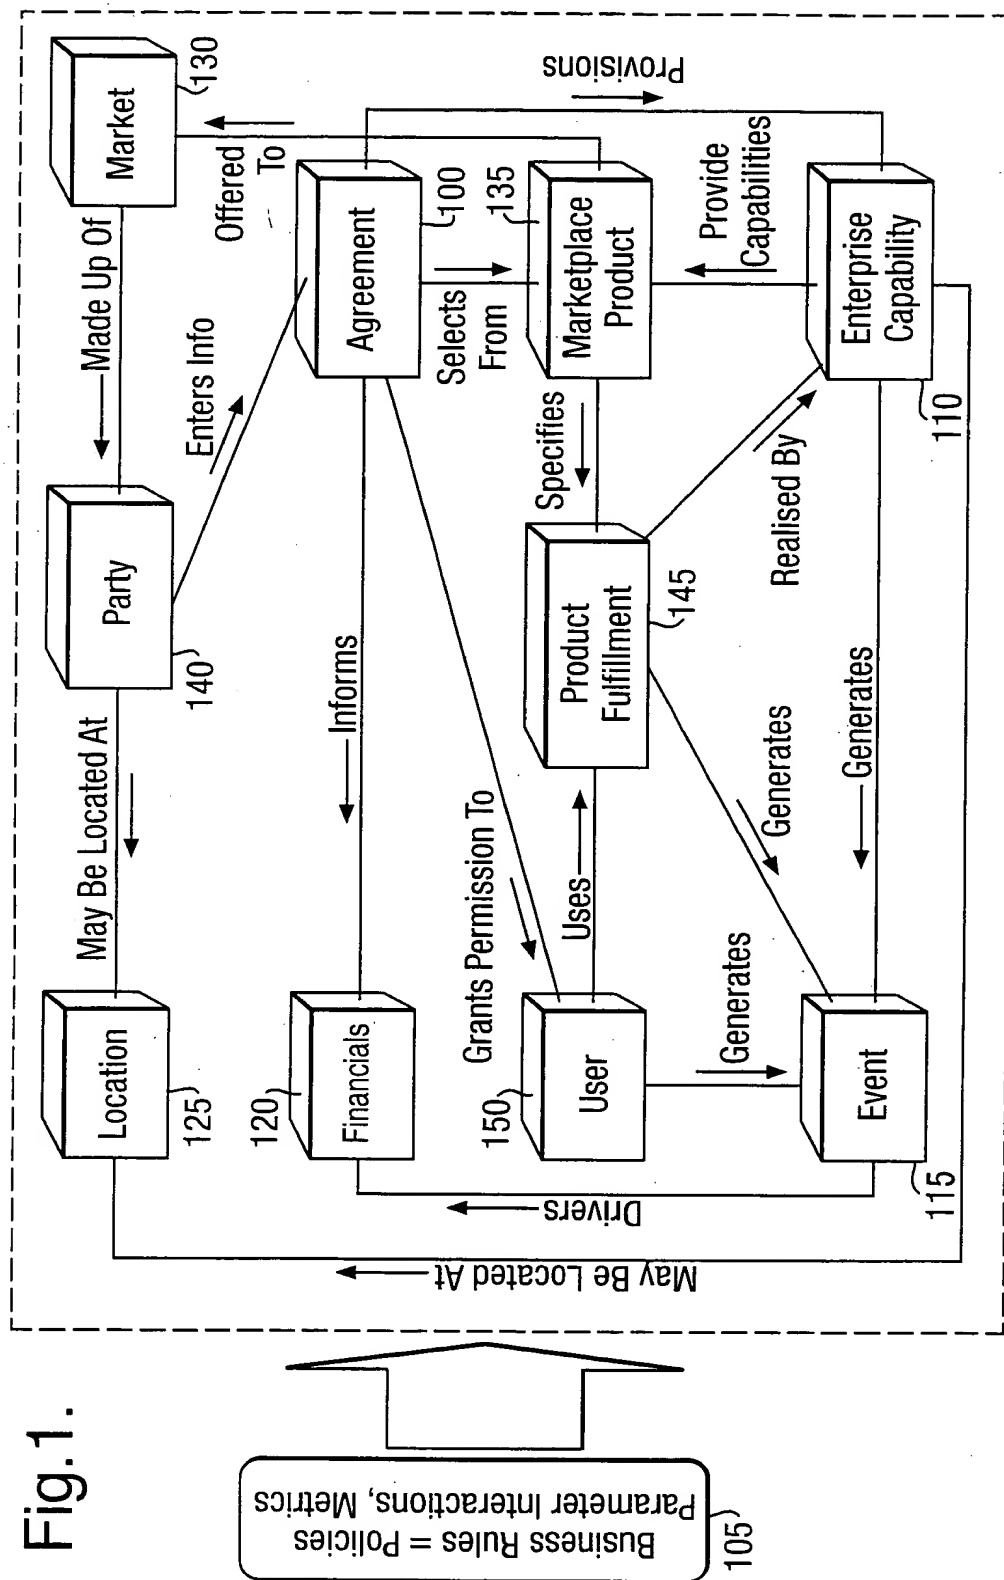 Fig.1.
Business Rules = Policies
Parameter Interactions, Metrics
105
May Be Located At
Location
125
May Be Located At
Party
140
Made Up Of
Market
130
Enters Info
Offered
To
Financials
120
Informs
Agreement
100
Provisions
Drivers
Grants Permission To
Selects
From
User
150
Uses
Product
Fulfillment
145
Specifies
Marketplace
Product
135
Generates
Generates
Realised By
Provide
Capabilities
Event
115
Generates
Enterprise
Capability
110